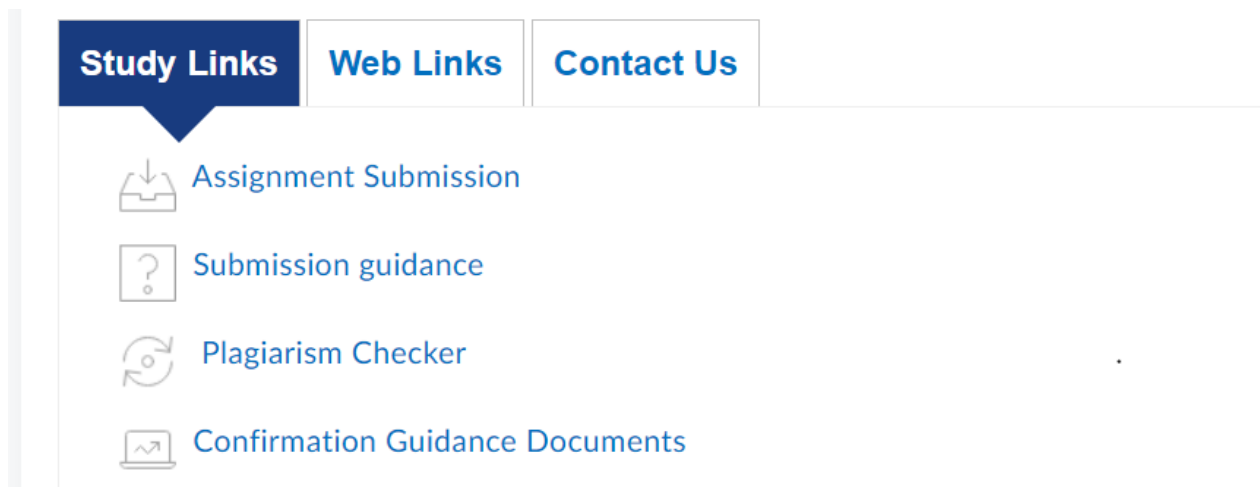 Study Links Web Links Contact Us
Assignment Submission
Submission guidance
Plagiarism Checker
.
Confirmation Guidance Documents